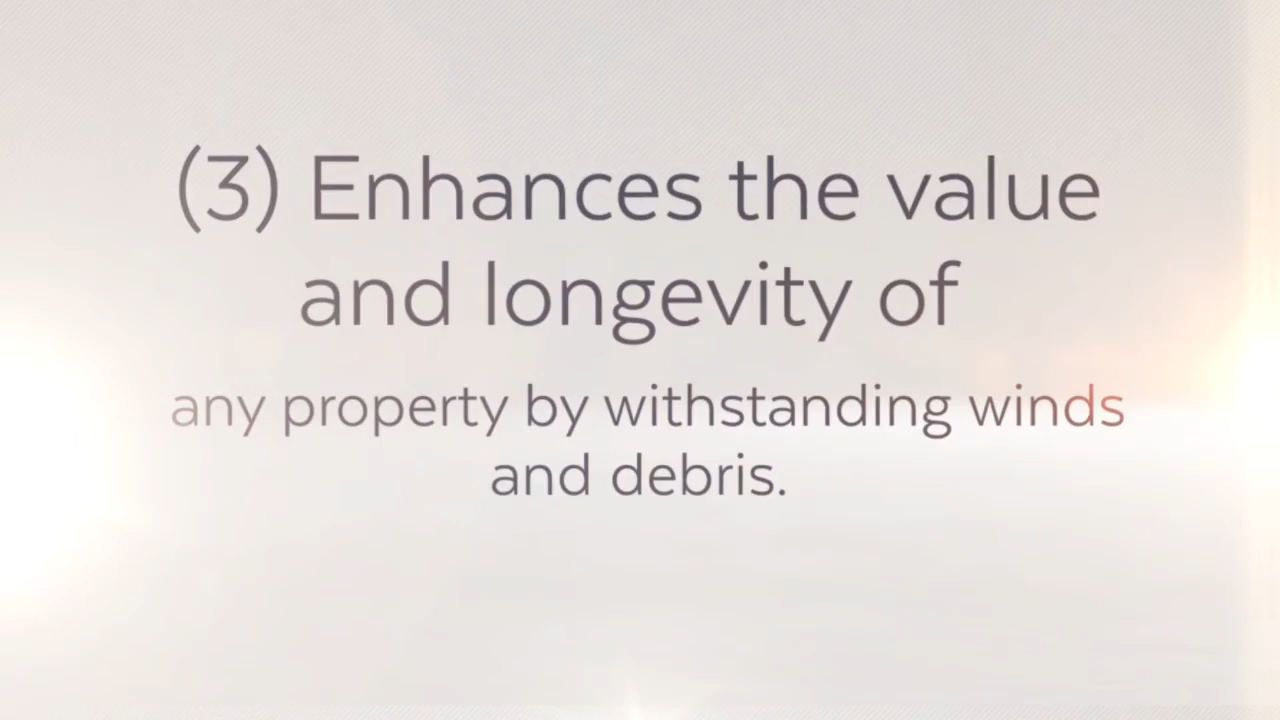 (3) Enhances the value
and longevity of
any property by withstanding winds
and debris.